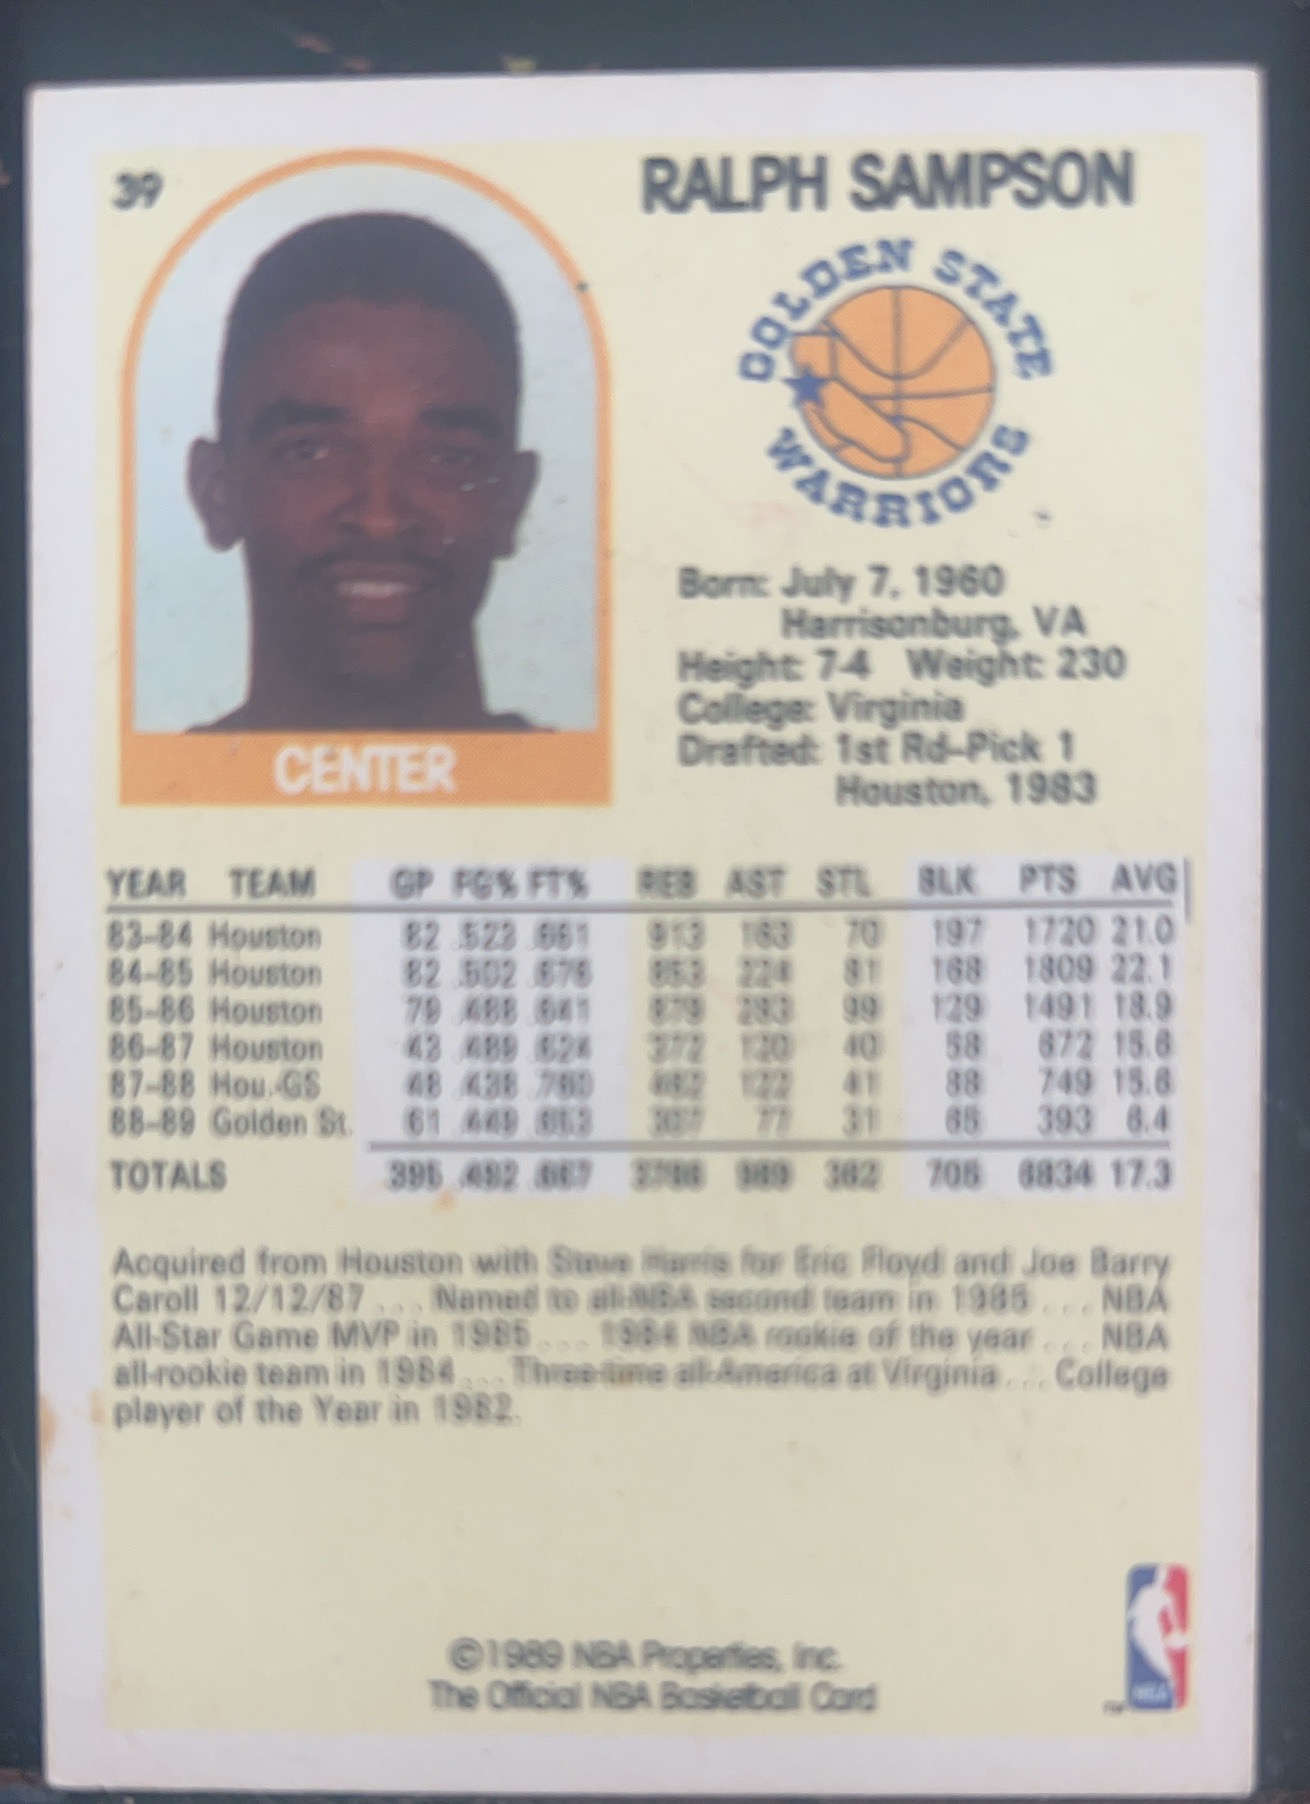 39
RALPH SAMPSON
GOLDEN STATE
WARRIORS
Born: July 7, 1960
Harrisonburg, VA
Height: 7-4 Weight: 230
College: Virginia
Drafted: 1st Rd–Pick 1
Houston, 1983
CENTER
YEAR TEAM GP FG% FT% REB AST STL BLK PTS AVG
83–84 Houston 82 .523 .661 913 163 70 197 1720 21.0
84–85 Houston 82 .502 .676 853 224 81 168 1809 22.1
85–86 Houston 79 .488 .641 879 283 99 129 1491 18.9
86–87 Houston 43 .489 .624 372 120 40 58 672 15.6
87–88 Hou.-GS 48 .438 .760 462 122 41 88 749 15.6
88–89 Golden St. 61 .449 .653 307 77 31 65 393 6.4
TOTALS 395 .482 .667 3786 989 362 705 6834 17.3
Acquired from Houston with Steve Harris for Eric Floyd and Joe Barry
Caroll 12/12/87 . . . Named to all-NBA second team in 1985 . . . NBA
All-Star Game MVP in 1985 . . . 1984 NBA rookie of the year . . . NBA
all-rookie team in 1984 . . . Three-time all-America at Virginia . . . College
player of the Year in 1982.
©1989 NBA Properties, Inc.
The Official NBA Basketball Card
NBA
TM